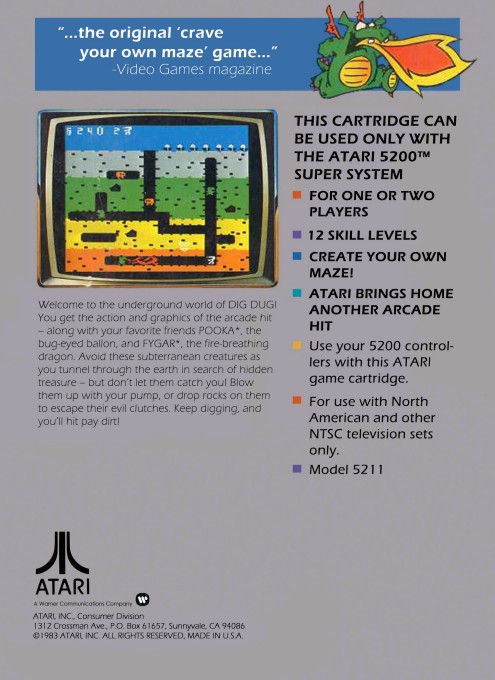 “...the original ‘crave
your own maze’ game...”
-Video Games magazine
THIS CARTRIDGE CAN
BE USED ONLY WITH
THE ATARI 5200™
SUPER SYSTEM
FOR ONE OR TWO
PLAYERS
12 SKILL LEVELS
CREATE YOUR OWN
MAZE!
ATARI BRINGS HOME
ANOTHER ARCADE
HIT
Use your 5200 control-
lers with this ATARI
game cartridge.
For use with North
American and other
NTSC television sets
only.
Model 5211
Welcome to the underground world of DIG DUG!
You get the action and graphics of the arcade hit
– along with your favorite friends POOKA*, the
bug-eyed ballon, and FYGAR*, the fire-breathing
dragon. Avoid these subterranean creatures as
you tunnel through the earth in search of hidden
treasure – but don't let them catch you! Blow
them up with your pump, or drop rocks on them
to escape their evil clutches. Keep digging, and
you'll hit pay dirt!
ATARI
A Warner Communications Company
ATARI, INC., Consumer Division
1312 Crossman Ave., P.O. Box 61657, Sunnyvale, CA 94086
©1983 ATARI, INC. ALL RIGHTS RESERVED, MADE IN U.S.A.